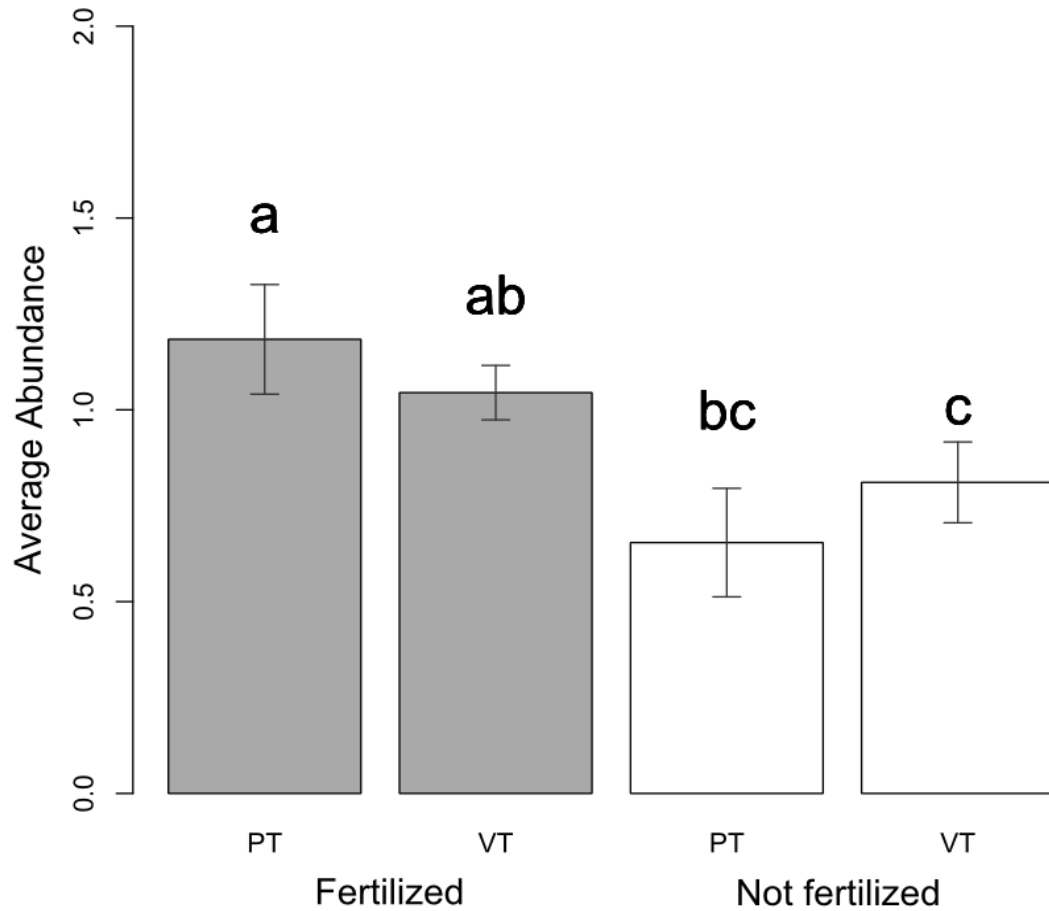 2.0
1.5
1.0
0.5
0.0
Average Abundance
a
ab
bc
c
PT VT PT VT
Fertilized Not fertilized